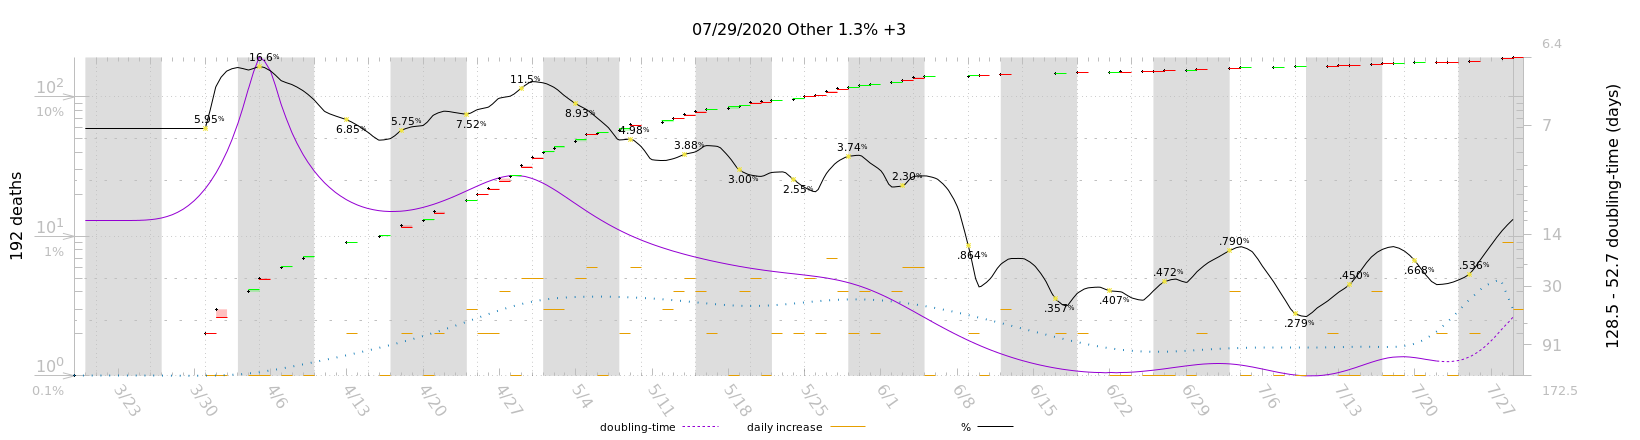 07/29/2020 Other 1.3% +3
192 deaths
10² 10% 10¹ 1% 10⁰ 0.1%
6.4 7 14 30 91 172.5
128.5 - 52.7 doubling-time (days)
5.95% 16.6% 6.85% 5.75% 7.52% 11.5% 8.93% 4.98% 3.88% 3.00% 2.55% 3.74% 2.30% .864% .357% .407% .472% .790% .279% .450% .668% .536%
3/23 3/30 4/6 4/13 4/20 4/27 5/4 5/11 5/18 5/25 6/1 6/8 6/15 6/22 6/29 7/6 7/13 7/20 7/27
doubling-time daily increase %